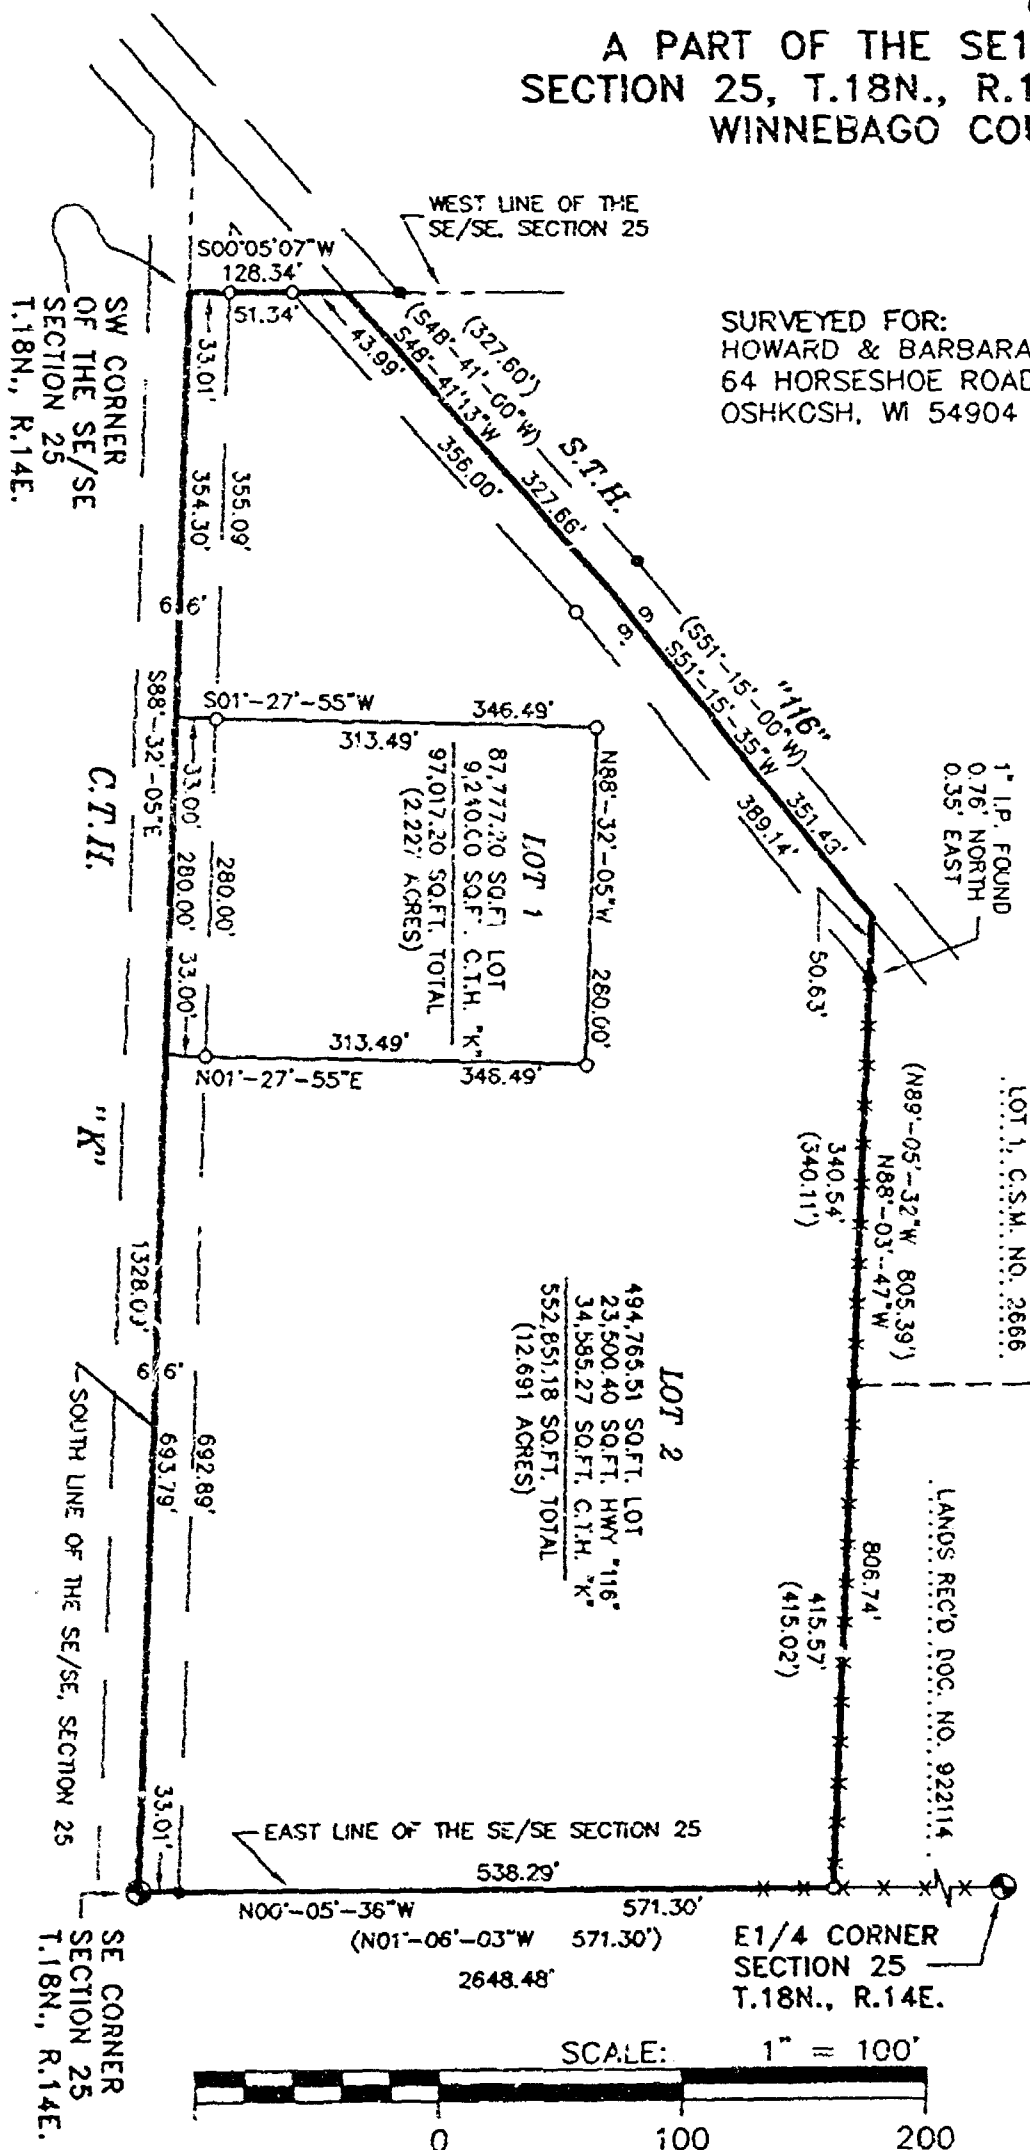 A PART OF THE SE1
SECTION 25, T.18N., R.1
WINNEBAGO COU
WEST LINE OF THE
SE/SE, SECTION 25
S00°05'07"W
128.34'
51.34'
SURVEYED FOR:
HOWARD & BARBARA
64 HORSESHOE ROAD
OSHKOSH, WI 54904
SW CORNER
OF THE SE/SE
SECTION 25
T.18N., R.14E.
33.01'
43.99'
(327.60')
(S48°-41'-00"W)
S48°-41'13"W
327.66'
356.00'
S.T.H.
"116"
(S51°-15'-00"W)
S51°-15'-35"W
351.43'
389.14'
355.09'
354.30'
66'
S88°-32'-05"E
S01°-27'-55"W
346.49'
313.49'
N88°-32'-05"W
280.00'
LOT 1
87,777.20 SQ.FT. LOT
9,240.00 SQ.FT. C.T.H. "K"
97,017.20 SQ.FT. TOTAL
(2.227 ACRES)
33.00'
280.00'
280.00'
33.00'
313.49'
346.49'
N01°-27'-55"E
C.T.H.
"K"
1" I.P. FOUND
0.76' NORTH
0.35' EAST
50.63'
LOT 1, C.S.M. NO. 2666
(N89°-05'-32"W 805.39')
N88°-03'-47"W
340.54'
(340.11')
806.74'
415.57'
(415.02')
LANDS REC'D DOC. NO. 922114
LOT 2
494,765.51 SQ.FT. LOT
23,500.40 SQ.FT. HWY "116"
34,585.27 SQ.FT. C.T.H. "K"
552,851.18 SQ.FT. TOTAL
(12.691 ACRES)
66'
692.89'
693.79'
SOUTH LINE OF THE SE/SE, SECTION 25
33.01'
EAST LINE OF THE SE/SE SECTION 25
538.29'
N00°-05'-36"W
571.30'
(N01°-06'-03"W 571.30')
2648.48'
E1/4 CORNER
SECTION 25
T.18N., R.14E.
SE CORNER
SECTION 25
T.18N., R.14E.
SCALE: 1" = 100'
0
100
200